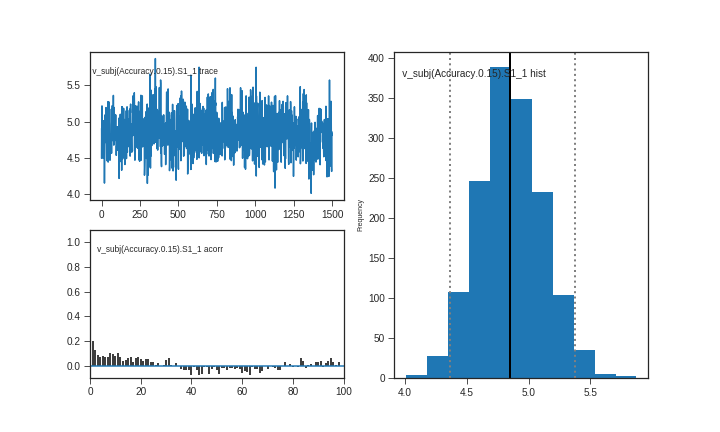 v_subj(Accuracy.0.15).S1_1 trace
5.5
5.0
4.5
4.0
0 250 500 750 1000 1250 1500
v_subj(Accuracy.0.15).S1_1 acorr
1.0
0.8
0.6
0.4
0.2
0.0
0 20 40 60 80 100
v_subj(Accuracy.0.15).S1_1 hist
Frequency
400
350
300
250
200
150
100
50
0
4.0 4.5 5.0 5.5